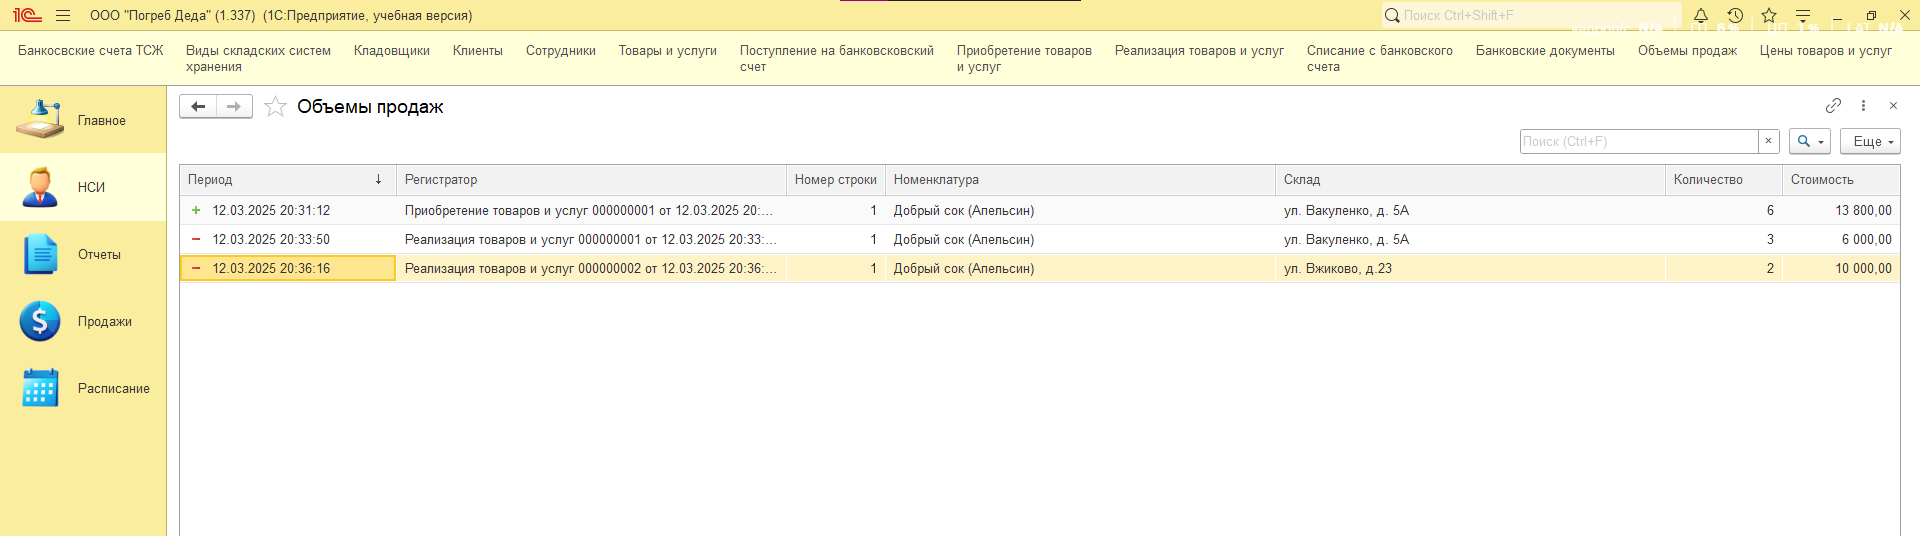 1С ООО "Погреб Деда" (1.337) (1С:Предприятие, учебная версия) Поиск Ctrl+Shift+F
Банкосвские счета ТСЖ Виды складских систем хранения Кладовщики Клиенты Сотрудники Товары и услуги Поступление на банковсковский счет Приобретение товаров и услуг Реализация товаров и услуг Списание с банковского счета Банковские документы Объемы продаж Цены товаров и услуг
Главное
НСИ
Отчеты
Продажи
Расписание
Объемы продаж
Поиск (Ctrl+F) × Еще
Период ↓ Регистратор Номер строки Номенклатура Склад Количество Стоимость
+ 12.03.2025 20:31:12 Приобретение товаров и услуг 000000001 от 12.03.2025 20:... 1 Добрый сок (Апельсин) ул. Вакуленко, д. 5А 6 13 800,00
− 12.03.2025 20:33:50 Реализация товаров и услуг 000000001 от 12.03.2025 20:33:... 1 Добрый сок (Апельсин) ул. Вакуленко, д. 5А 3 6 000,00
− 12.03.2025 20:36:16 Реализация товаров и услуг 000000002 от 12.03.2025 20:36:... 1 Добрый сок (Апельсин) ул. Вжиково, д.23 2 10 000,00